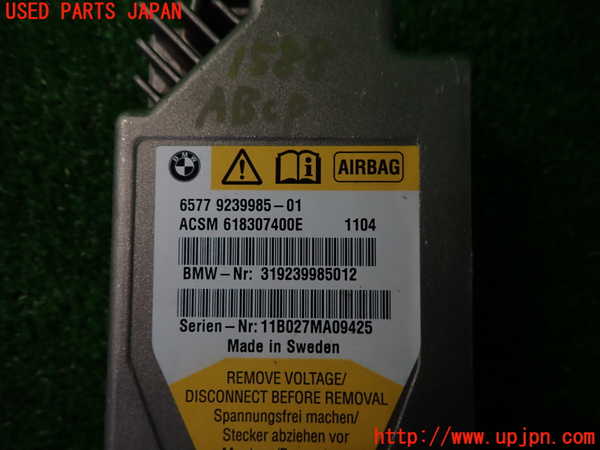 USED PARTS JAPAN
1588
ABcP
BMW
AIRBAG
6577 9239985-01
ACSM 618307400E 1104
BMW-Nr: 319239985012
Serien-Nr: 11B027MA09425
Made in Sweden
REMOVE VOLTAGE/
DISCONNECT BEFORE REMOVAL
Spannungsfrei machen/
Stecker abziehen vor
http://www.upjpn.com/